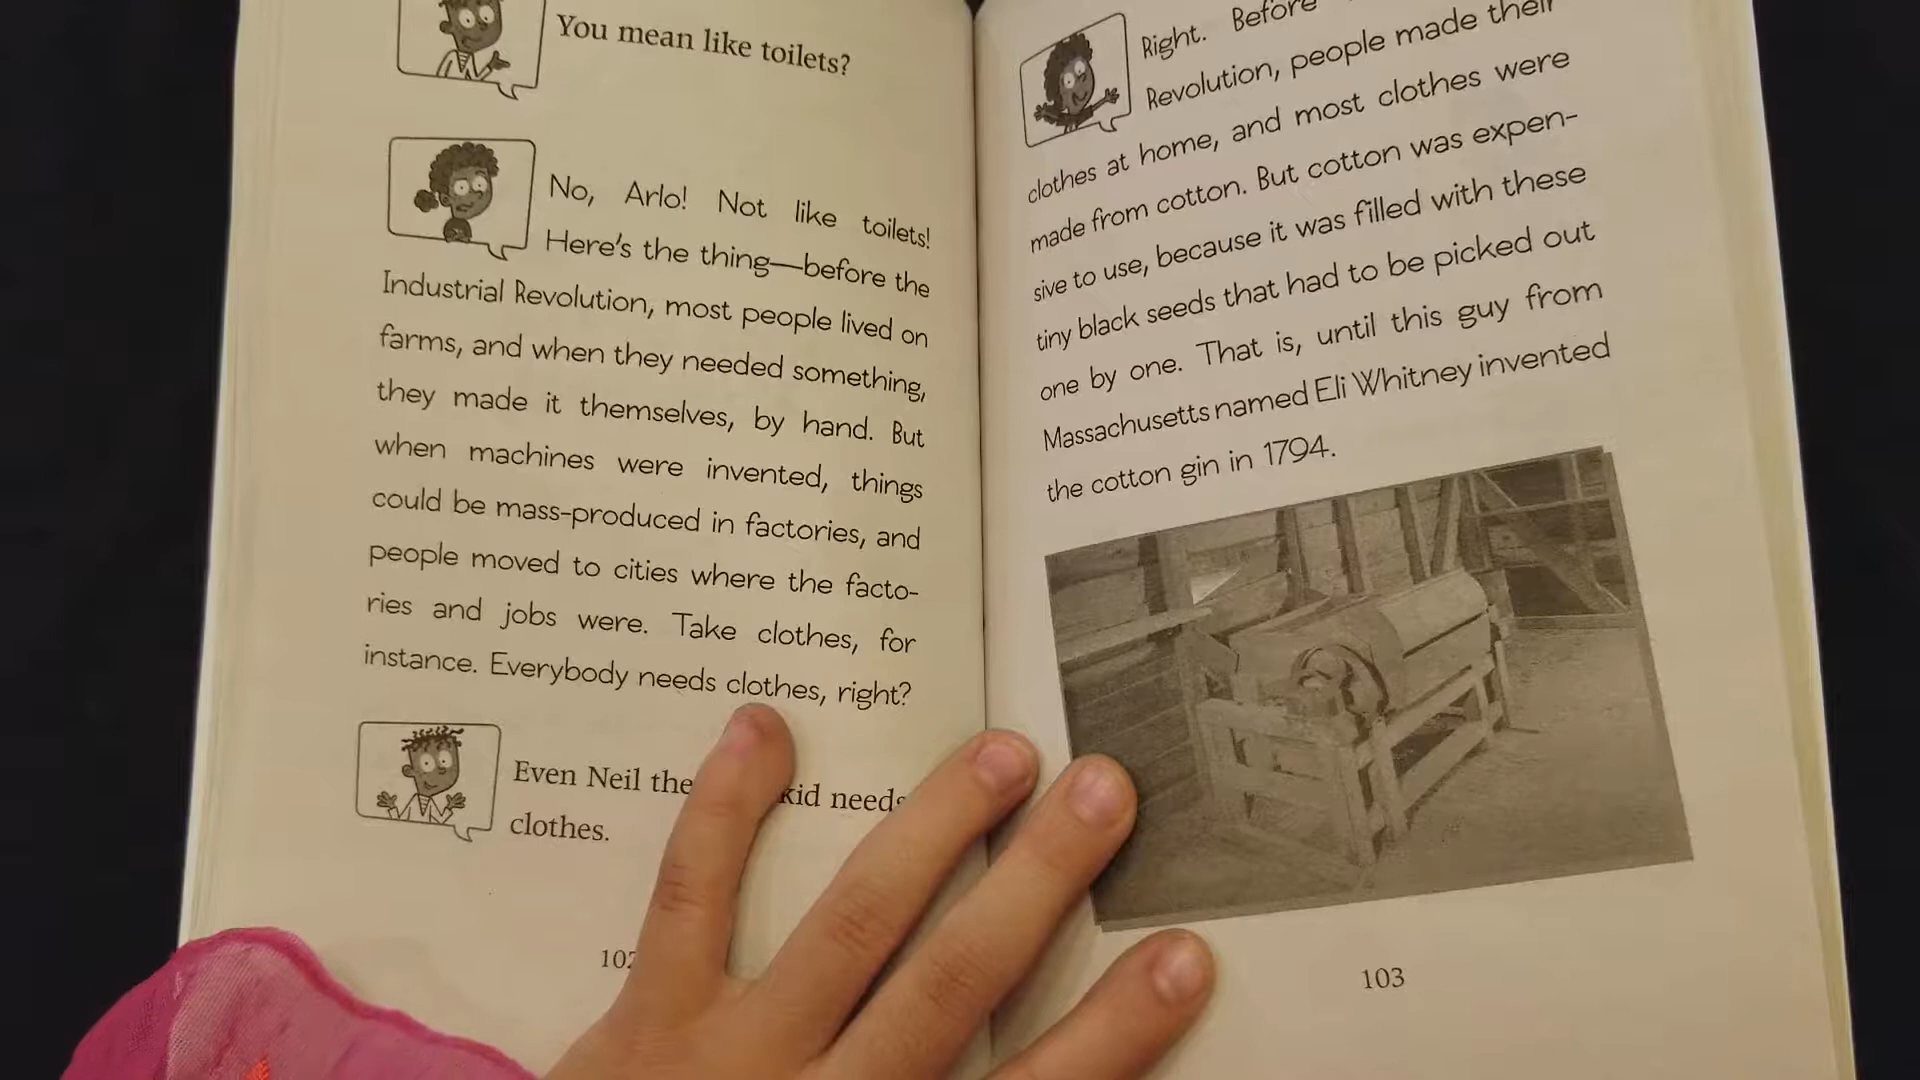 You mean like toilets?
No, Arlo! Not like toilets!
Here's the thing—before the
Industrial Revolution, most people lived on
farms, and when they needed something,
they made it themselves, by hand. But
when machines were invented, things
could be mass-produced in factories, and
people moved to cities where the facto-
ries and jobs were. Take clothes, for
instance. Everybody needs clothes, right?
Even Neil the kid needs
clothes.
102
Right. Before
Revolution, people made their
clothes at home, and most clothes were
made from cotton. But cotton was expen-
sive to use, because it was filled with these
tiny black seeds that had to be picked out
one by one. That is, until this guy from
Massachusetts named Eli Whitney invented
the cotton gin in 1794.
103